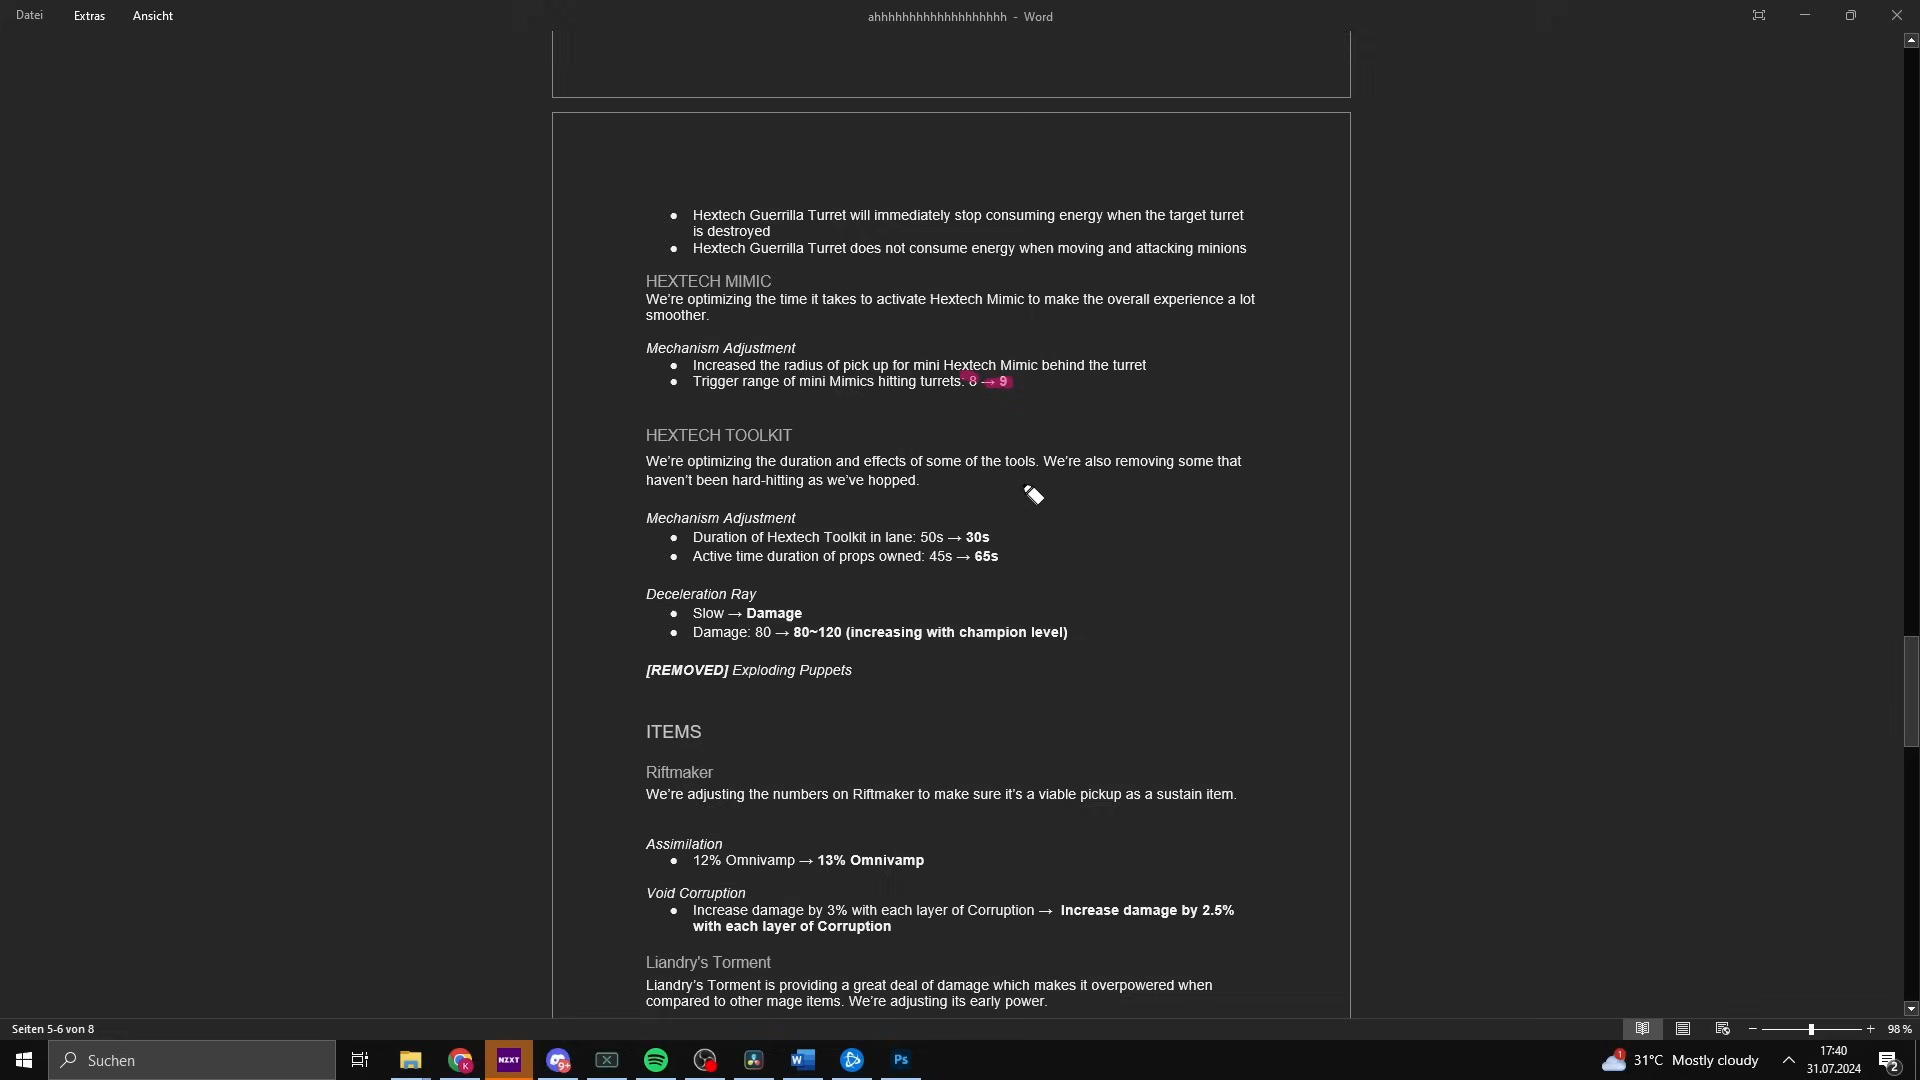 Datei Extras Ansicht ahhhhhhhhhhhhhhhhhhh - Word
● Hextech Guerrilla Turret will immediately stop consuming energy when the target turret
is destroyed
● Hextech Guerrilla Turret does not consume energy when moving and attacking minions
HEXTECH MIMIC
We're optimizing the time it takes to activate Hextech Mimic to make the overall experience a lot
smoother.
Mechanism Adjustment
● Increased the radius of pick up for mini Hextech Mimic behind the turret
● Trigger range of mini Mimics hitting turrets: 8 → 9
HEXTECH TOOLKIT
We're optimizing the duration and effects of some of the tools. We're also removing some that
haven't been hard-hitting as we've hopped.
Mechanism Adjustment
● Duration of Hextech Toolkit in lane: 50s → 30s
● Active time duration of props owned: 45s → 65s
Deceleration Ray
● Slow → Damage
● Damage: 80 → 80~120 (increasing with champion level)
[REMOVED] Exploding Puppets
ITEMS
Riftmaker
We're adjusting the numbers on Riftmaker to make sure it's a viable pickup as a sustain item.
Assimilation
● 12% Omnivamp → 13% Omnivamp
Void Corruption
● Increase damage by 3% with each layer of Corruption → Increase damage by 2.5%
with each layer of Corruption
Liandry's Torment
Liandry's Torment is providing a great deal of damage which makes it overpowered when
compared to other mage items. We're adjusting its early power.
Seiten 5-6 von 8 98 %
Suchen NZXT K 9+ W Ps 1 31°C Mostly cloudy 17:40 2
31.07.2024